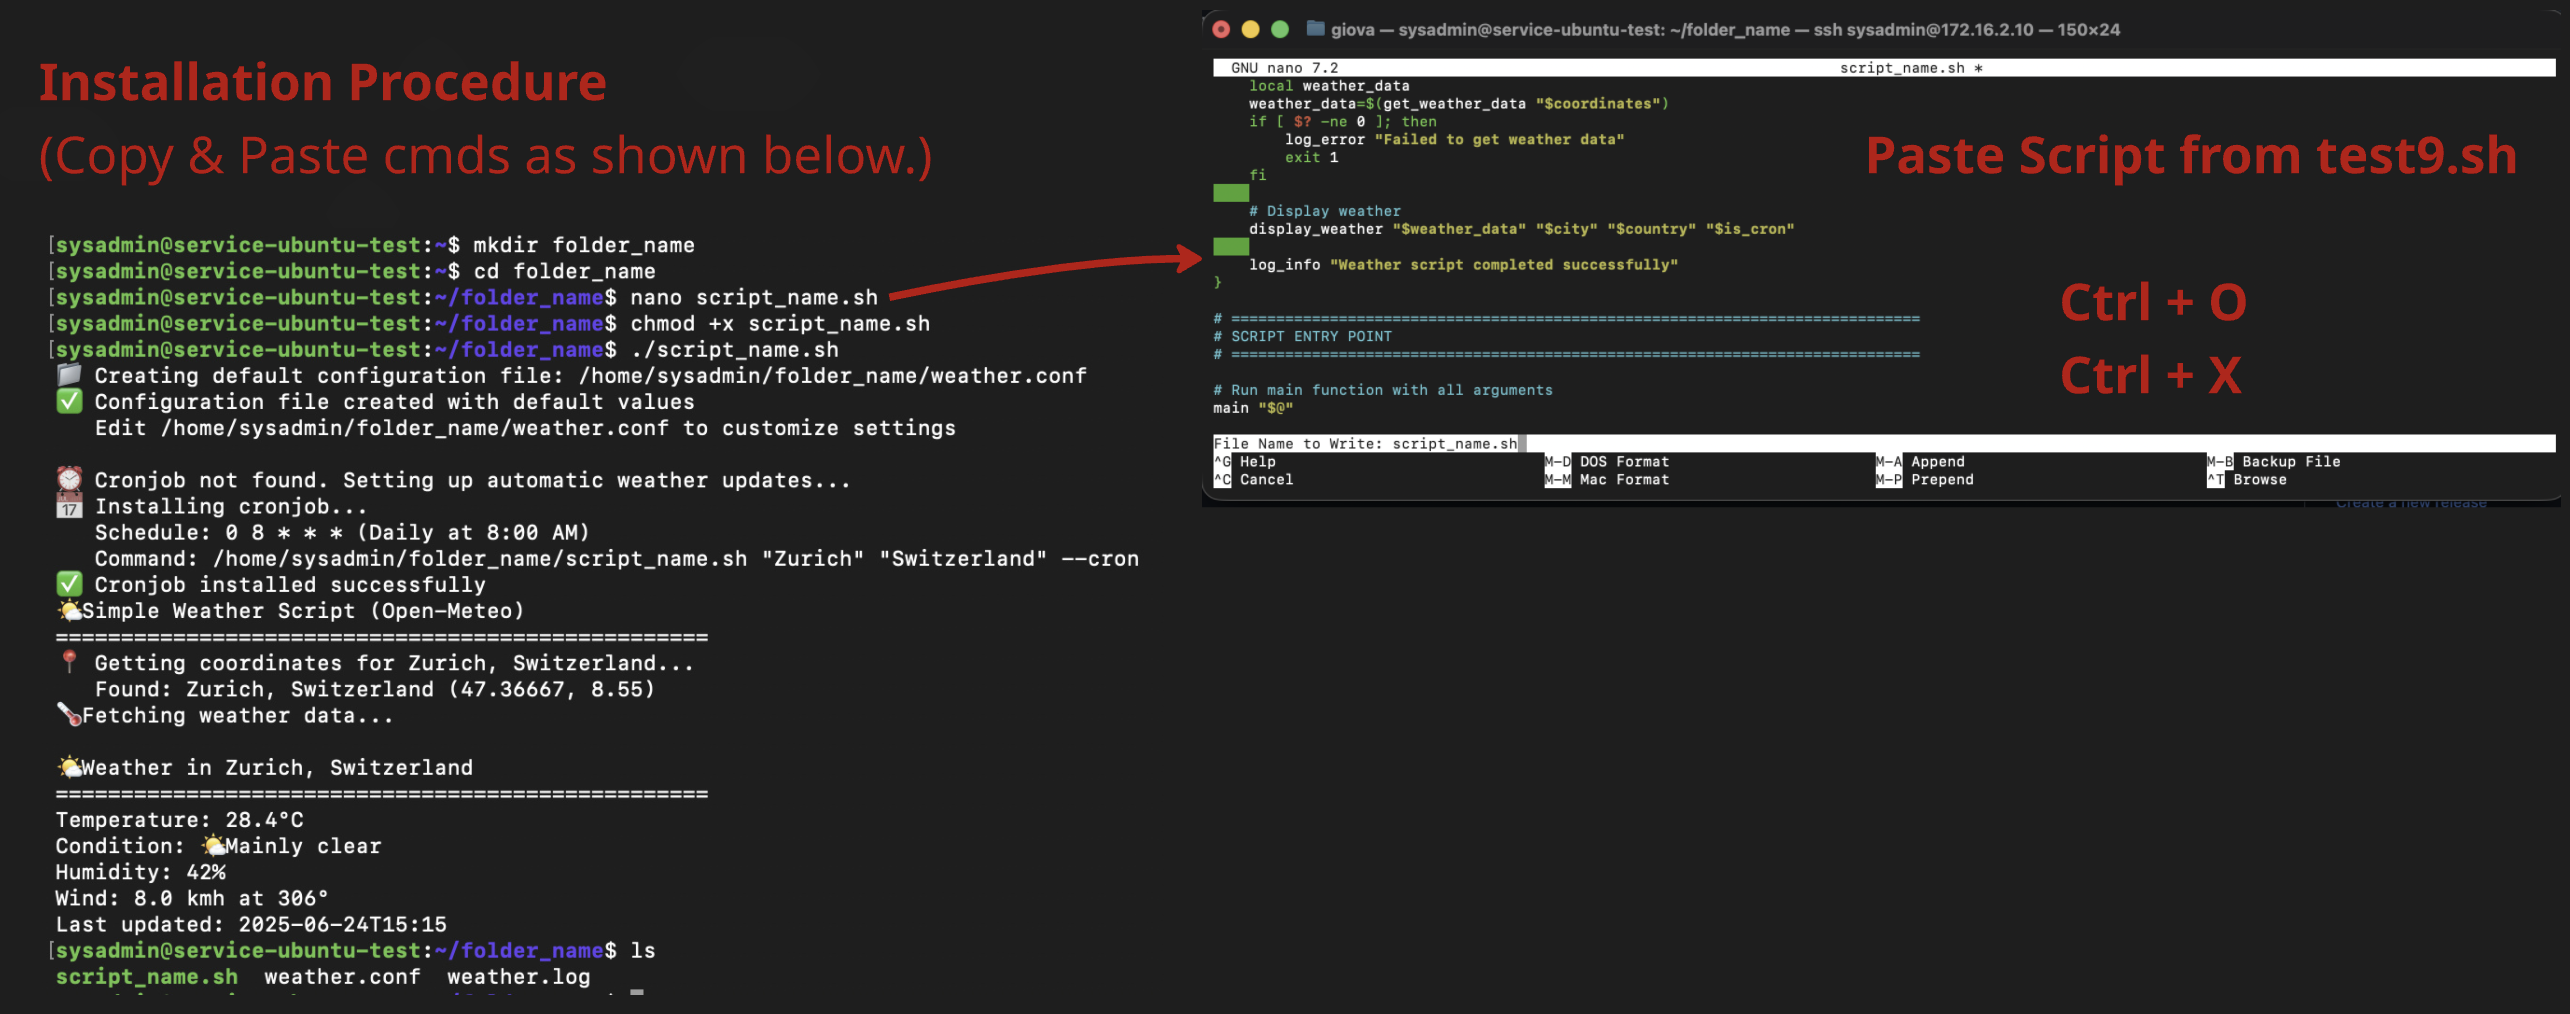 Installation Procedure
(Copy & Paste cmds as shown below.)
[sysadmin@service-ubuntu-test:~$ mkdir folder_name
[sysadmin@service-ubuntu-test:~$ cd folder_name
[sysadmin@service-ubuntu-test:~/folder_name$ nano script_name.sh
[sysadmin@service-ubuntu-test:~/folder_name$ chmod +x script_name.sh
[sysadmin@service-ubuntu-test:~/folder_name$ ./script_name.sh
📁 Creating default configuration file: /home/sysadmin/folder_name/weather.conf
✅ Configuration file created with default values
Edit /home/sysadmin/folder_name/weather.conf to customize settings
⏰ Cronjob not found. Setting up automatic weather updates...
📅 Installing cronjob...
Schedule: 0 8 * * * (Daily at 8:00 AM)
Command: /home/sysadmin/folder_name/script_name.sh "Zurich" "Switzerland" --cron
✅ Cronjob installed successfully
🌤️Simple Weather Script (Open-Meteo)
==================================================
📍 Getting coordinates for Zurich, Switzerland...
Found: Zurich, Switzerland (47.36667, 8.55)
🌡️Fetching weather data...
🌤️Weather in Zurich, Switzerland
==================================================
Temperature: 28.4°C
Condition: 🌤️Mainly clear
Humidity: 42%
Wind: 8.0 kmh at 306°
Last updated: 2025-06-24T15:15
[sysadmin@service-ubuntu-test:~/folder_name$ ls
script_name.sh weather.conf weather.log
giova — sysadmin@service-ubuntu-test: ~/folder_name — ssh sysadmin@172.16.2.10 — 150×24
GNU nano 7.2 script_name.sh *
local weather_data
weather_data=$(get_weather_data "$coordinates")
if [ $? -ne 0 ]; then
log_error "Failed to get weather data"
exit 1
fi
# Display weather
display_weather "$weather_data" "$city" "$country" "$is_cron"
log_info "Weather script completed successfully"
}
# =============================================================================
# SCRIPT ENTRY POINT
# =============================================================================
# Run main function with all arguments
main "$@"
File Name to Write: script_name.sh
^G Help M-D DOS Format M-A Append M-B Backup File
^C Cancel M-M Mac Format M-P Prepend ^T Browse
Paste Script from test9.sh
Ctrl + O
Ctrl + X
Create a new release